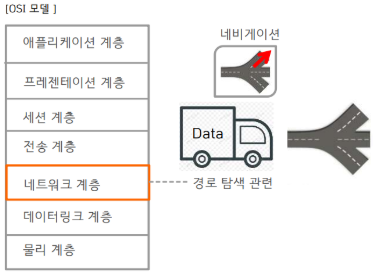 [OSI 모델 ]
애플리케이션 계층
프레젠테이션 계층
세션 계층
전송 계층
네트워크 계층
데이터링크 계층
물리 계층
네비게이션
Data
경로 탐색 관련